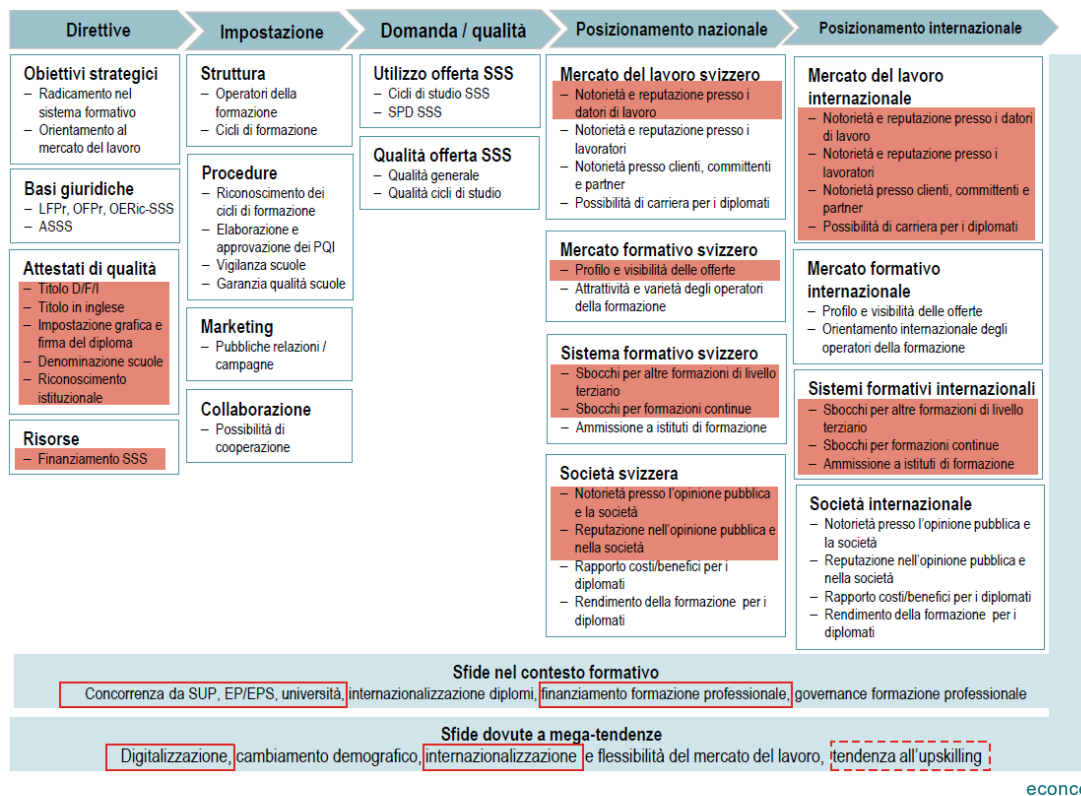 Direttive
Impostazione
Domanda / qualità
Posizionamento nazionale
Posizionamento internazionale
Obiettivi strategici
– Radicamento nel
sistema formativo
– Orientamento al
mercato del lavoro
Basi giuridiche
– LFPr, OFPr, OERic-SSS
– ASSS
Attestati di qualità
– Titolo D/F/I
– Titolo in inglese
– Impostazione grafica e
firma del diploma
– Denominazione scuole
– Riconoscimento
istituzionale
Risorse
– Finanziamento SSS
Struttura
– Operatori della
formazione
– Cicli di formazione
Procedure
– Riconoscimento dei
cicli di formazione
– Elaborazione e
approvazione dei PQI
– Vigilanza scuole
– Garanzia qualità scuole
Marketing
– Pubbliche relazioni /
campagne
Collaborazione
– Possibilità di
cooperazione
Utilizzo offerta SSS
– Cicli di studio SSS
– SPD SSS
Qualità offerta SSS
– Qualità generale
– Qualità cicli di studio
Mercato del lavoro svizzero
– Notorietà e reputazione presso i
datori di lavoro
– Notorietà e reputazione presso i
lavoratori
– Notorietà presso clienti, committenti
e partner
– Possibilità di carriera per i diplomati
Mercato formativo svizzero
– Profilo e visibilità delle offerte
– Attrattività e varietà degli operatori
della formazione
Sistema formativo svizzero
– Sbocchi per altre formazioni di livello
terziario
– Sbocchi per formazioni continue
– Ammissione a istituti di formazione
Società svizzera
– Notorietà presso l'opinione pubblica
e la società
– Reputazione nell'opinione pubblica e
nella società
– Rapporto costi/benefici per i
diplomati
– Rendimento della formazione per i
diplomati
Mercato del lavoro
internazionale
– Notorietà e reputazione presso i datori
di lavoro
– Notorietà e reputazione presso i
lavoratori
– Notorietà presso clienti, committenti e
partner
– Possibilità di carriera per i diplomati
Mercato formativo
internazionale
– Profilo e visibilità delle offerte
– Orientamento internazionale degli
operatori della formazione
Sistemi formativi internazionali
– Sbocchi per altre formazioni di livello
terziario
– Sbocchi per formazioni continue
– Ammissione a istituti di formazione
Società internazionale
– Notorietà presso l'opinione pubblica e
la società
– Reputazione nell'opinione pubblica e
nella società
– Rapporto costi/benefici per i diplomati
– Rendimento della formazione per i
diplomati
Sfide nel contesto formativo
Concorrenza da SUP, EP/EPS, università, internazionalizzazione diplomi, finanziamento formazione professionale, governance formazione professionale
Sfide dovute a mega-tendenze
Digitalizzazione, cambiamento demografico, internazionalizzazione e flessibilità del mercato del lavoro, tendenza all'upskilling